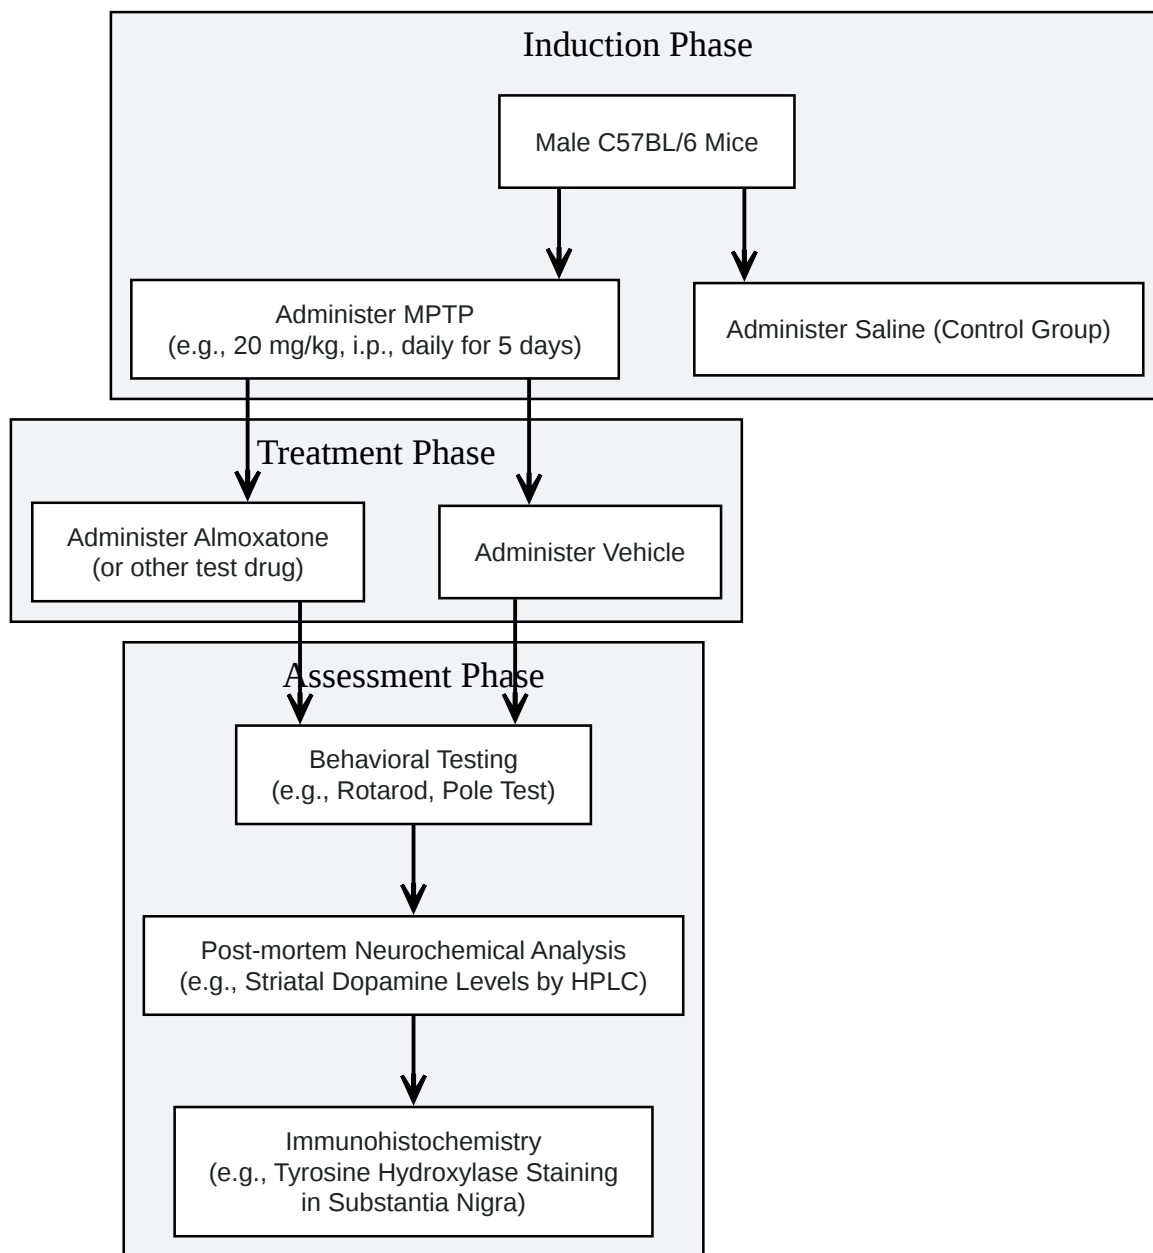 Induction Phase
Male C57BL/6 Mice
Administer MPTP
(e.g., 20 mg/kg, i.p., daily for 5 days)
Administer Saline (Control Group)
Treatment Phase
Administer Almoxatone
(or other test drug)
Administer Vehicle
Assessment Phase
Behavioral Testing
(e.g., Rotarod, Pole Test)
Post-mortem Neurochemical Analysis
(e.g., Striatal Dopamine Levels by HPLC)
Immunohistochemistry
(e.g., Tyrosine Hydroxylase Staining
in Substantia Nigra)